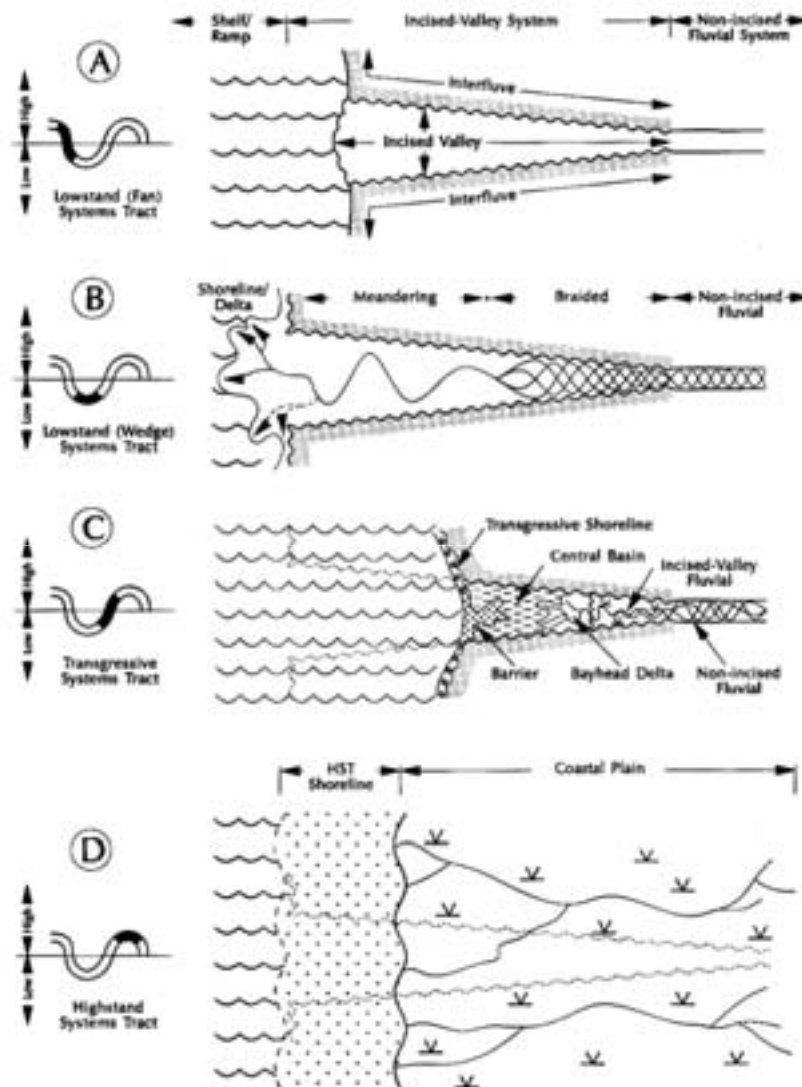 Shelf/
Ramp
Incised-Valley System
Non-incised
Fluvial System
A
High
Low
Lowstand (Fan)
Systems Tract
Interfluve
Incised Valley
Interfluve
B
High
Low
Lowstand (Wedge)
Systems Tract
Shoreline/
Delta
Meandering
Braided
Non-incised
Fluvial
C
High
Low
Transgressive
Systems Tract
Transgressive Shoreline
Central Basin
Incised-Valley
Fluvial
Barrier
Bayhead Delta
Non-incised
Fluvial
D
High
Low
Highstand
Systems Tract
HST
Shoreline
Coastal Plain